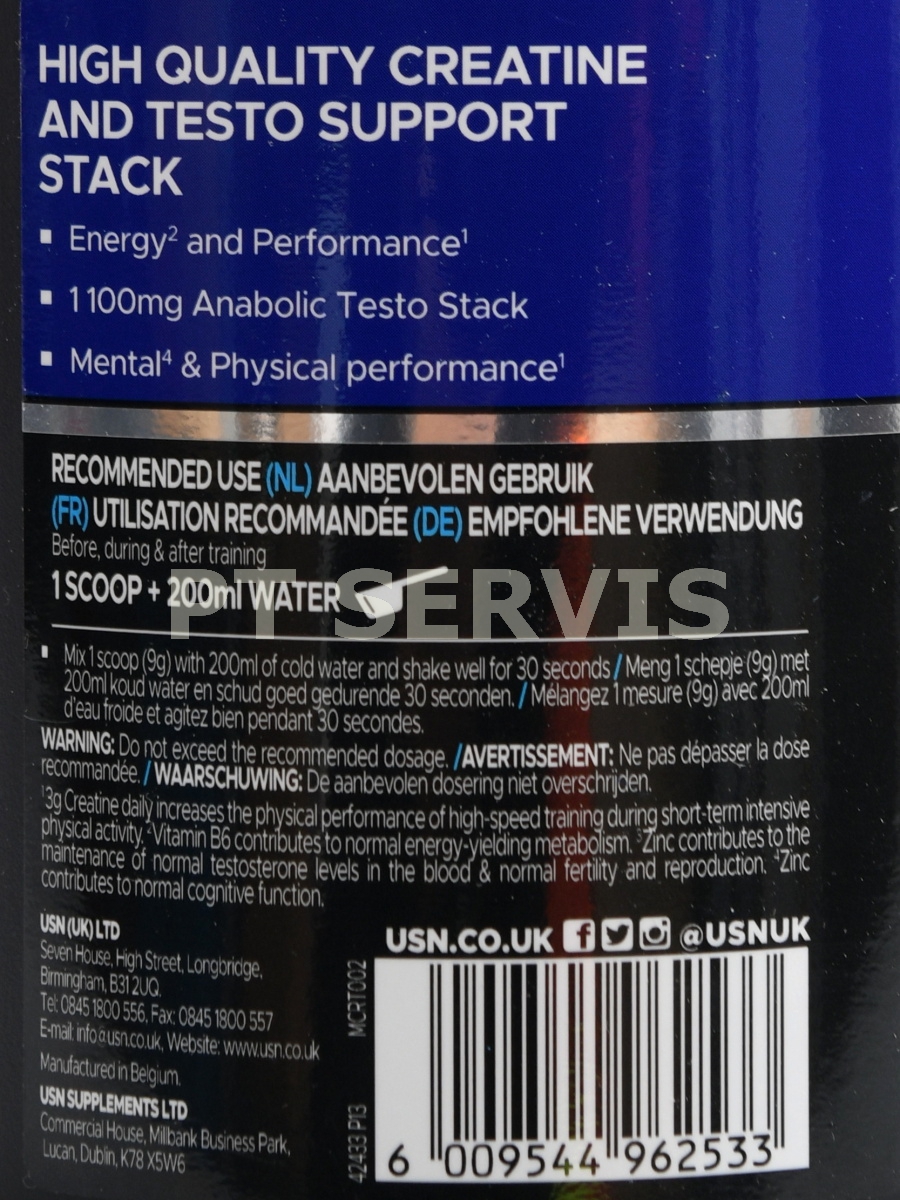 HIGH QUALITY CREATINE
AND TESTO SUPPORT
STACK
▪ Energy² and Performance¹
▪ 1100mg Anabolic Testo Stack
▪ Mental⁴ & Physical performance¹
RECOMMENDED USE (NL) AANBEVOLEN GEBRUIK
(FR) UTILISATION RECOMMANDÉE (DE) EMPFOHLENE VERWENDUNG
Before, during & after training
1 SCOOP + 200ml WATER
PT SERVIS
▪ Mix 1 scoop (9g) with 200ml of cold water and shake well for 30 seconds / Meng 1 schepje (9g) met
200ml koud water en schud goed gedurende 30 seconden. / Mélangez 1 mesure (9g) avec 200ml
d'eau froide et agitez bien pendant 30 secondes.
WARNING: Do not exceed the recommended dosage. /AVERTISSEMENT: Ne pas dépasser la dose
recommandée. / WAARSCHUWING: De aanbevolen dosering niet overschrijden.
¹3g Creatine daily increases the physical performance of high-speed training during short-term intensive
physical activity. ²Vitamin B6 contributes to normal energy-yielding metabolism. ³Zinc contributes to the
maintenance of normal testosterone levels in the blood & normal fertility and reproduction. ⁴Zinc
contributes to normal cognitive function.
USN (UK) LTD
Seven House, High Street, Longbridge,
Birmingham, B31 2UQ.
Tel: 0845 1800 556, Fax: 0845 1800 557
E-mail: info@usn.co.uk, Website: www.usn.co.uk
Manufactured in Belgium.
USN SUPPLEMENTS LTD
Commercial House, Millbank Business Park,
Lucan, Dublin, K78 X5W6
USN.CO.UK @USNUK
MCRT002
42433 P13
6 009544 962533